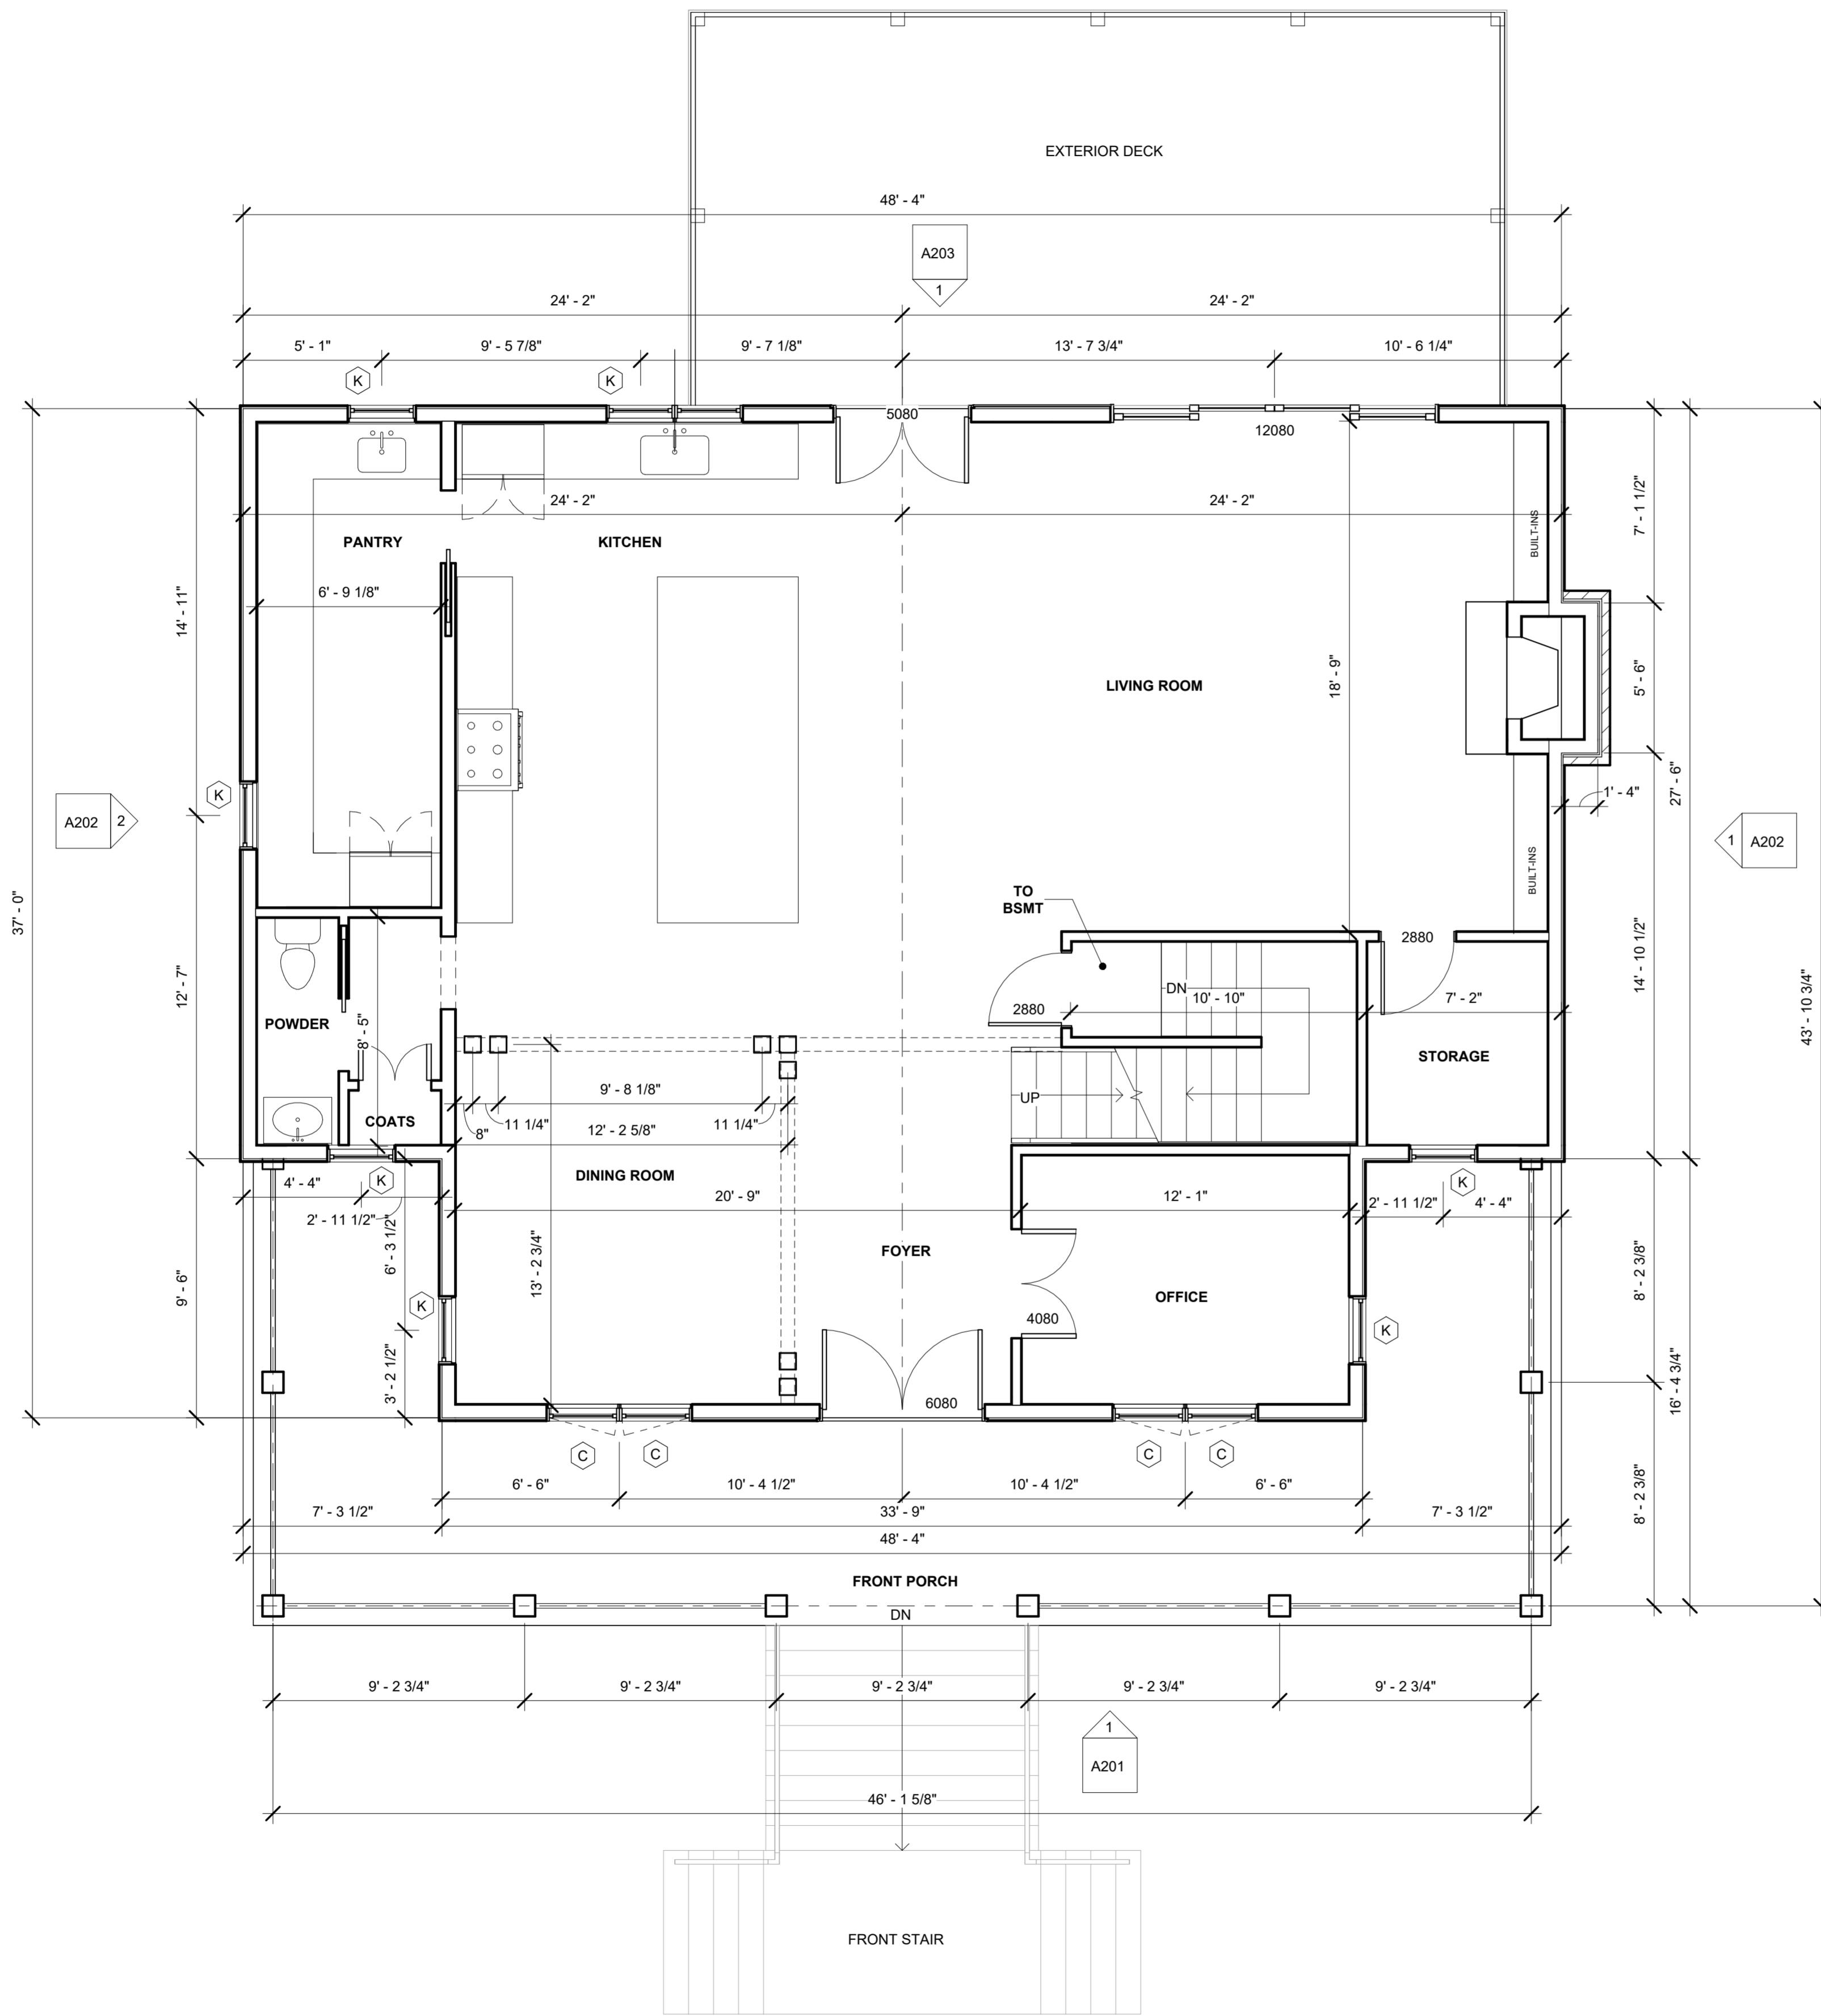 EXTERIOR DECK
48' - 4"
A203
1
24' - 2"
24' - 2"
5' - 1"
9' - 5 7/8"
9' - 7 1/8"
13' - 7 3/4"
10' - 6 1/4"
K
K
5080
12080
24' - 2"
24' - 2"
7' - 1 1/2"
BUILT-INS
PANTRY
KITCHEN
6' - 9 1/8"
14' - 11"
18' - 9"
LIVING ROOM
5' - 6"
K
A202
2
1' - 4"
27' - 6"
1
A202
BUILT-INS
37' - 0"
TO
BSMT
2880
14' - 10 1/2"
12' - 7"
DN
10' - 10"
7' - 2"
2880
POWDER
8' - 5"
43' - 10 3/4"
STORAGE
9' - 8 1/8"
UP
COATS
8"
11 1/4"
11 1/4"
12' - 2 5/8"
DINING ROOM
4' - 4"
K
K
20' - 9"
12' - 1"
2' - 11 1/2"
4' - 4"
2' - 11 1/2"
6' - 3 1/2"
FOYER
8' - 2 3/8"
13' - 2 3/4"
9' - 6"
K
OFFICE
4080
K
3' - 2 1/2"
16' - 4 3/4"
6080
C
C
C
C
6' - 6"
10' - 4 1/2"
10' - 4 1/2"
6' - 6"
7' - 3 1/2"
33' - 9"
7' - 3 1/2"
8' - 2 3/8"
48' - 4"
FRONT PORCH
DN
9' - 2 3/4"
9' - 2 3/4"
9' - 2 3/4"
9' - 2 3/4"
9' - 2 3/4"
1
A201
46' - 1 5/8"
FRONT STAIR